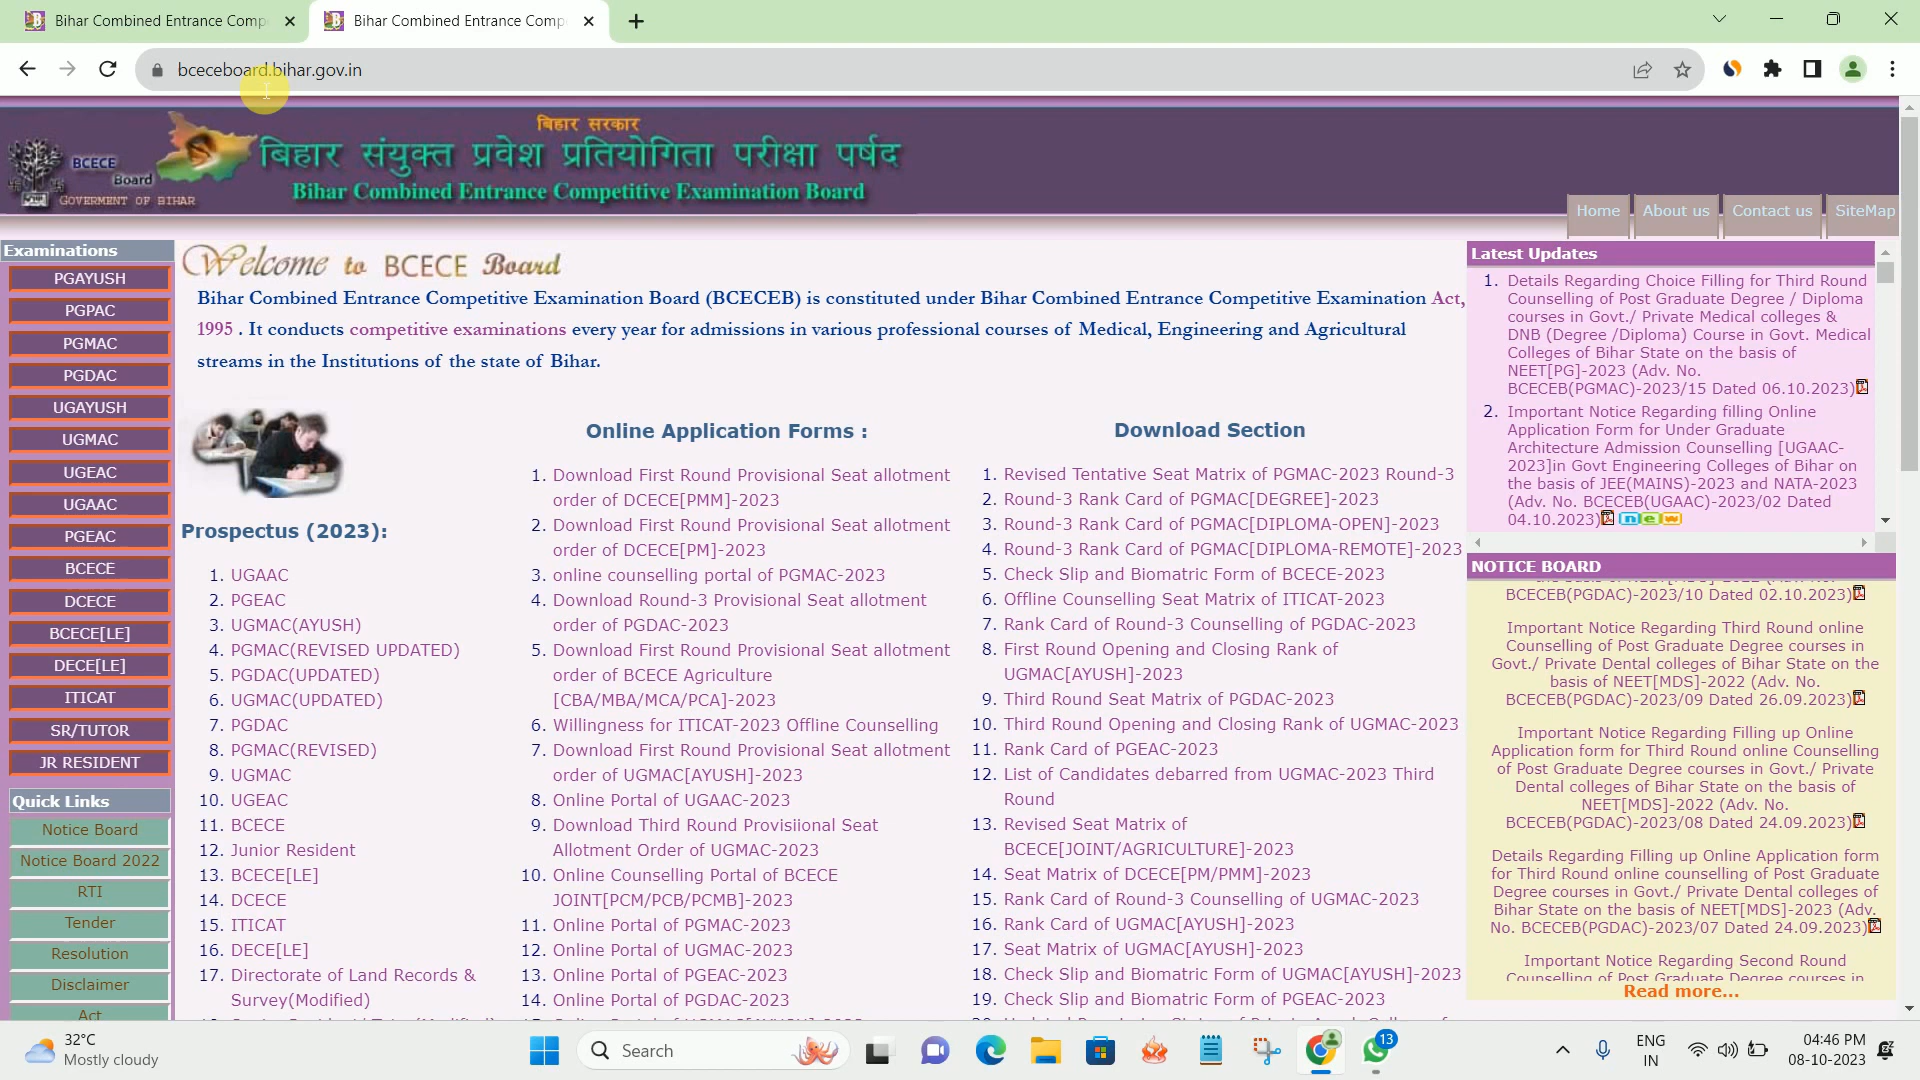 Bihar Combined Entrance Comp
Bihar Combined Entrance Comp
bceceboard.bihar.gov.in
बिहार सरकार
बिहार संयुक्त प्रवेश प्रतियोगिता परीक्षा पर्षद
Bihar Combined Entrance Competitive Examination Board
BCECE
Board
GOVERMENT OF BIHAR
Home
About us
Contact us
SiteMap
Examinations
PGAYUSH
PGPAC
PGMAC
PGDAC
UGAYUSH
UGMAC
UGEAC
UGAAC
PGEAC
BCECE
DCECE
BCECE[LE]
DECE[LE]
ITICAT
SR/TUTOR
JR RESIDENT
Quick Links
Notice Board
Notice Board 2022
RTI
Tender
Resolution
Disclaimer
Act
Welcome to BCECE Board
Bihar Combined Entrance Competitive Examination Board (BCECEB) is constituted under Bihar Combined Entrance Competitive Examination Act,
1995 . It conducts competitive examinations every year for admissions in various professional courses of Medical, Engineering and Agricultural
streams in the Institutions of the state of Bihar.
Prospectus (2023):
1. UGAAC
2. PGEAC
3. UGMAC(AYUSH)
4. PGMAC(REVISED UPDATED)
5. PGDAC(UPDATED)
6. UGMAC(UPDATED)
7. PGDAC
8. PGMAC(REVISED)
9. UGMAC
10. UGEAC
11. BCECE
12. Junior Resident
13. BCECE[LE]
14. DCECE
15. ITICAT
16. DECE[LE]
17. Directorate of Land Records &
Survey(Modified)
Online Application Forms :
1. Download First Round Provisional Seat allotment
order of DCECE[PMM]-2023
2. Download First Round Provisional Seat allotment
order of DCECE[PM]-2023
3. online counselling portal of PGMAC-2023
4. Download Round-3 Provisional Seat allotment
order of PGDAC-2023
5. Download First Round Provisional Seat allotment
order of BCECE Agriculture
[CBA/MBA/MCA/PCA]-2023
6. Willingness for ITICAT-2023 Offline Counselling
7. Download First Round Provisional Seat allotment
order of UGMAC[AYUSH]-2023
8. Online Portal of UGAAC-2023
9. Download Third Round Provisiional Seat
Allotment Order of UGMAC-2023
10. Online Counselling Portal of BCECE
JOINT[PCM/PCB/PCMB]-2023
11. Online Portal of PGMAC-2023
12. Online Portal of UGMAC-2023
13. Online Portal of PGEAC-2023
14. Online Portal of PGDAC-2023
Download Section
1. Revised Tentative Seat Matrix of PGMAC-2023 Round-3
2. Round-3 Rank Card of PGMAC[DEGREE]-2023
3. Round-3 Rank Card of PGMAC[DIPLOMA-OPEN]-2023
4. Round-3 Rank Card of PGMAC[DIPLOMA-REMOTE]-2023
5. Check Slip and Biomatric Form of BCECE-2023
6. Offline Counselling Seat Matrix of ITICAT-2023
7. Rank Card of Round-3 Counselling of PGDAC-2023
8. First Round Opening and Closing Rank of
UGMAC[AYUSH]-2023
9. Third Round Seat Matrix of PGDAC-2023
10. Third Round Opening and Closing Rank of UGMAC-2023
11. Rank Card of PGEAC-2023
12. List of Candidates debarred from UGMAC-2023 Third
Round
13. Revised Seat Matrix of
BCECE[JOINT/AGRICULTURE]-2023
14. Seat Matrix of DCECE[PM/PMM]-2023
15. Rank Card of Round-3 Counselling of UGMAC-2023
16. Rank Card of UGMAC[AYUSH]-2023
17. Seat Matrix of UGMAC[AYUSH]-2023
18. Check Slip and Biomatric Form of UGMAC[AYUSH]-2023
19. Check Slip and Biomatric Form of PGEAC-2023
Latest Updates
1. Details Regarding Choice Filling for Third Round
Counselling of Post Graduate Degree / Diploma
courses in Govt./ Private Medical colleges &
DNB (Degree /Diploma) Course in Govt. Medical
Colleges of Bihar State on the basis of
NEET[PG]-2023 (Adv. No.
BCECEB(PGMAC)-2023/15 Dated 06.10.2023)
2. Important Notice Regarding filling Online
Application Form for Under Graduate
Architecture Admission Counselling [UGAAC-
2023]in Govt Engineering Colleges of Bihar on
the basis of JEE(MAINS)-2023 and NATA-2023
(Adv. No. BCECEB(UGAAC)-2023/02 Dated
04.10.2023) new
NOTICE BOARD
BCECEB(PGDAC)-2023/10 Dated 02.10.2023)
Important Notice Regarding Third Round online
Counselling of Post Graduate Degree courses in
Govt./ Private Dental colleges of Bihar State on the
basis of NEET[MDS]-2022 (Adv. No.
BCECEB(PGDAC)-2023/09 Dated 26.09.2023)
Important Notice Regarding Filling up Online
Application form for Third Round online Counselling
of Post Graduate Degree courses in Govt./ Private
Dental colleges of Bihar State on the basis of
NEET[MDS]-2022 (Adv. No.
BCECEB(PGDAC)-2023/08 Dated 24.09.2023)
Details Regarding Filling up Online Application form
for Third Round online counselling of Post Graduate
Degree courses in Govt./ Private Dental colleges of
Bihar State on the basis of NEET[MDS]-2023 (Adv.
No. BCECEB(PGDAC)-2023/07 Dated 24.09.2023)
Important Notice Regarding Second Round
Counselling of Post Graduate Degree courses in
Read more...
32°C
Mostly cloudy
Search
13
ENG
IN
04:46 PM
08-10-2023